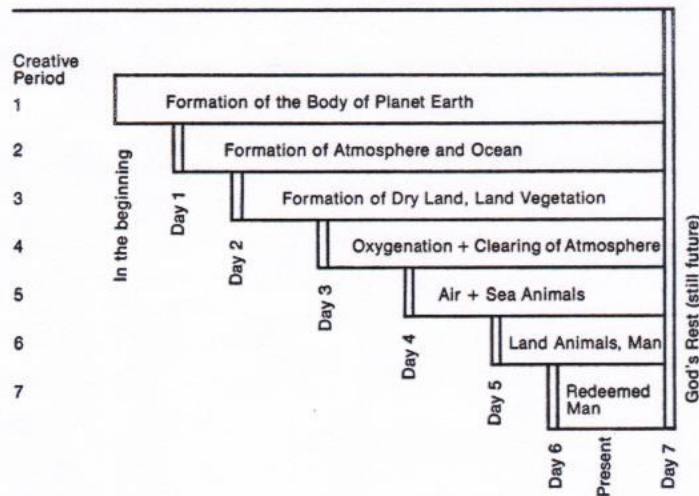 Creative
Period
1
Formation of the Body of Planet Earth
2
Formation of Atmosphere and Ocean
3
Formation of Dry Land, Land Vegetation
4
Oxygenation + Clearing of Atmosphere
5
Air + Sea Animals
6
Land Animals, Man
7
Redeemed
Man
In the beginning
Day 1
Day 2
Day 3
Day 4
Day 5
Day 6
Present
Day 7
God's Rest (still future)